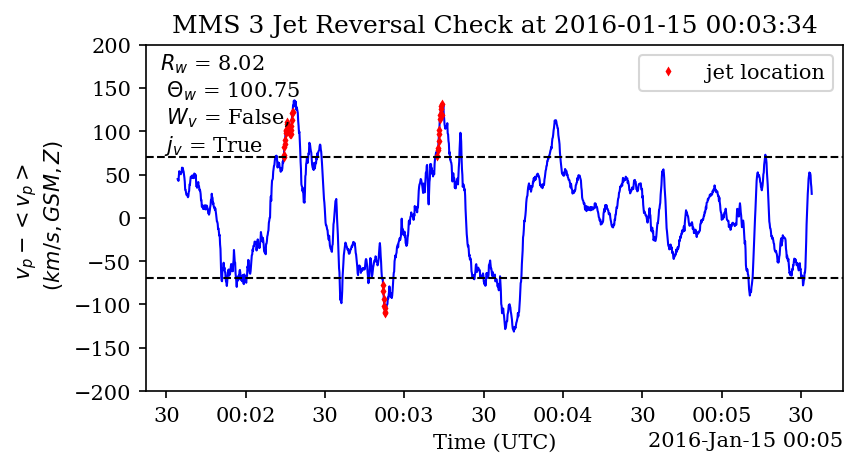 MMS 3 Jet Reversal Check at 2016-01-15 00:03:34
R_w = 8.02
Θ_w = 100.75
W_v = False
j_v = True
jet location
v_p − < v_p >
(km/s, GSM, Z)
200
150
100
50
0
−50
−100
−150
−200
30 00:02 30 00:03 30 00:04 30 00:05 30
Time (UTC)
2016-Jan-15 00:05